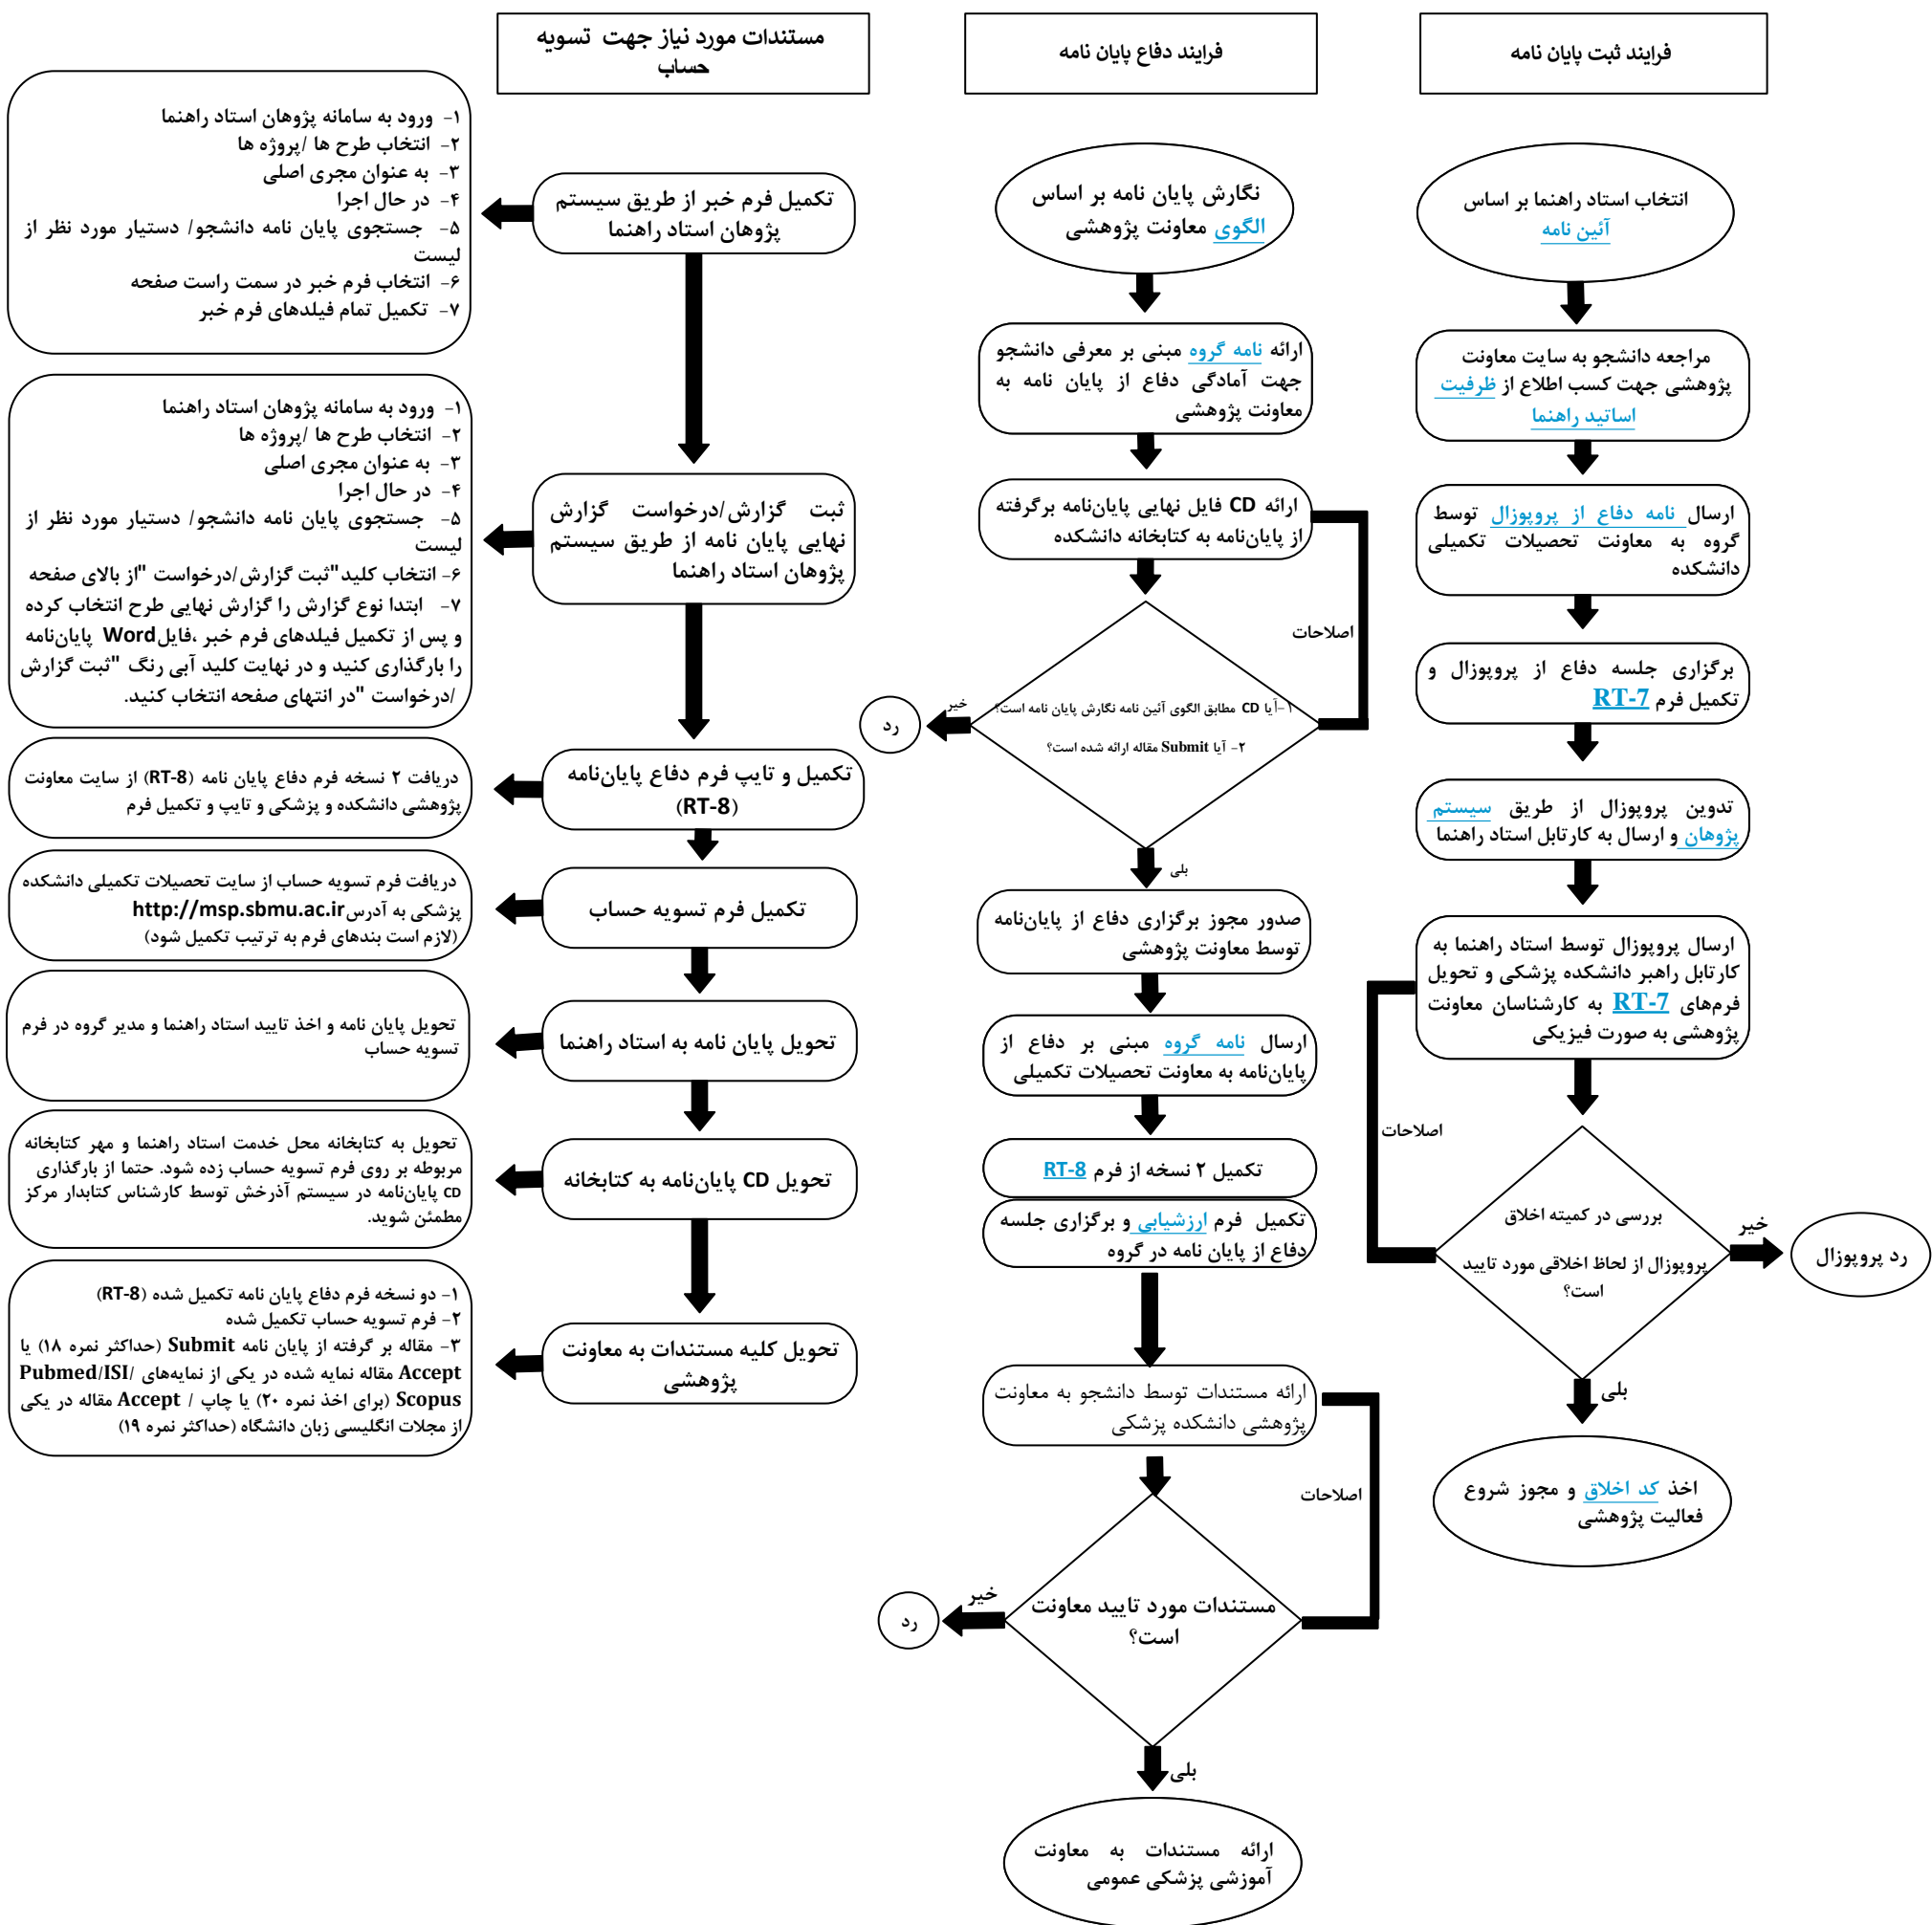 فرایند ثبت پایان نامه
انتخاب استاد راهنما بر اساس
آئین نامه
مراجعه دانشجو به سایت معاونت
پژوهشی جهت کسب اطلاع از ظرفیت
اساتید راهنما
ارسال نامه دفاع از پروپوزال توسط
گروه به معاونت تحصیلات تکمیلی
دانشکده
برگزاری جلسه دفاع از پروپوزال و
تکمیل فرم RT-7
تدوین پروپوزال از طریق سیستم
پژوهان و ارسال به کارتابل استاد راهنما
ارسال پروپوزال توسط استاد راهنما به
کارتابل راهبر دانشکده پزشکی و تحویل
فرم‌های RT-7 به کارشناسان معاونت
پژوهشی به صورت فیزیکی
اصلاحات
بررسی در کمیته اخلاق
پروپوزال از لحاظ اخلاقی مورد تایید
است؟
خیر
رد پروپوزال
بلی
اخذ کد اخلاق و مجوز شروع
فعالیت پژوهشی
فرایند دفاع پایان نامه
نگارش پایان نامه بر اساس
الگوی معاونت پژوهشی
ارائه نامه گروه مبنی بر معرفی دانشجو
جهت آمادگی دفاع از پایان نامه به
معاونت پژوهشی
ارائه CD فایل نهایی پایان‌نامه برگرفته
از پایان‌نامه به کتابخانه دانشکده
اصلاحات
۱-آیا CD مطابق الگوی آئین نامه نگارش پایان نامه است؟
۲- آیا Submit مقاله ارائه شده است؟
خیر
رد
بلی
صدور مجوز برگزاری دفاع از پایان‌نامه
توسط معاونت پژوهشی
ارسال نامه گروه مبنی بر دفاع از
پایان‌نامه به معاونت تحصیلات تکمیلی
تکمیل ۲ نسخه از فرم RT-8
تکمیل فرم ارزشیابی و برگزاری جلسه
دفاع از پایان نامه در گروه
ارائه مستندات توسط دانشجو به معاونت
پژوهشی دانشکده پزشکی
اصلاحات
مستندات مورد تایید معاونت
است؟
خیر
رد
بلی
ارائه مستندات به معاونت
آموزشی پزشکی عمومی
مستندات مورد نیاز جهت تسویه
حساب
تکمیل فرم خبر از طریق سیستم
پژوهان استاد راهنما
۱- ورود به سامانه پژوهان استاد راهنما
۲- انتخاب طرح ها /پروژه ها
۳- به عنوان مجری اصلی
۴- در حال اجرا
۵- جستجوی پایان نامه دانشجو/ دستیار مورد نظر از
لیست
۶- انتخاب فرم خبر در سمت راست صفحه
۷- تکمیل تمام فیلدهای فرم خبر
ثبت گزارش/درخواست گزارش
نهایی پایان نامه از طریق سیستم
پژوهان استاد راهنما
۱- ورود به سامانه پژوهان استاد راهنما
۲- انتخاب طرح ها /پروژه ها
۳- به عنوان مجری اصلی
۴- در حال اجرا
۵- جستجوی پایان نامه دانشجو/ دستیار مورد نظر از
لیست
۶- انتخاب کلید"ثبت گزارش/درخواست "از بالای صفحه
۷- ابتدا نوع گزارش را گزارش نهایی طرح انتخاب کرده
و پس از تکمیل فیلدهای فرم خبر ،فایلWord پایان‌نامه
را بارگذاری کنید و در نهایت کلید آبی رنگ "ثبت گزارش
/درخواست "در انتهای صفحه انتخاب کنید.
تکمیل و تایپ فرم دفاع پایان‌نامه
(RT-8)
دریافت ۲ نسخه فرم دفاع پایان نامه (RT-8) از سایت معاونت
پژوهشی دانشکده و پزشکی و تایپ و تکمیل فرم
تکمیل فرم تسویه حساب
دریافت فرم تسویه حساب از سایت تحصیلات تکمیلی دانشکده
پزشکی به آدرسhttp://msp.sbmu.ac.ir
(لازم است بندهای فرم به ترتیب تکمیل شود)
تحویل پایان نامه به استاد راهنما
تحویل پایان نامه و اخذ تایید استاد راهنما و مدیر گروه در فرم
تسویه حساب
تحویل CD پایان‌نامه به کتابخانه
تحویل به کتابخانه محل خدمت استاد راهنما و مهر کتابخانه
مربوطه بر روی فرم تسویه حساب زده شود. حتما از بارگذاری
CD پایان‌نامه در سیستم آذرخش توسط کارشناس کتابدار مرکز
مطمئن شوید.
تحویل کلیه مستندات به معاونت
پژوهشی
۱- دو نسخه فرم دفاع پایان نامه تکمیل شده (RT-8)
۲- فرم تسویه حساب تکمیل شده
۳- مقاله بر گرفته از پایان نامه Submit (حداکثر نمره ۱۸) یا
Accept مقاله نمایه شده در یکی از نمایه‌های Pubmed/ISI/
Scopus (برای اخذ نمره ۲۰) یا چاپ / Accept مقاله در یکی
از مجلات انگلیسی زبان دانشگاه (حداکثر نمره ۱۹)